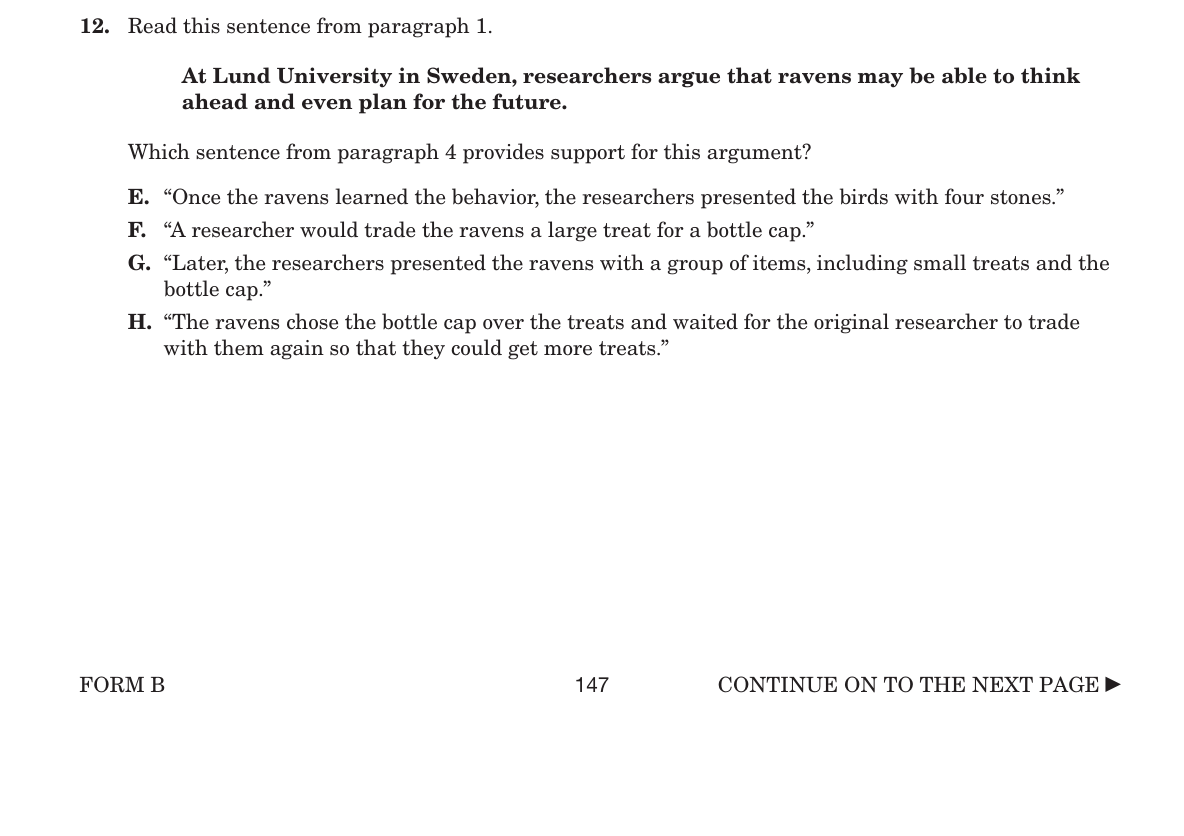 12. Read this sentence from paragraph 1.
At Lund University in Sweden, researchers argue that ravens may be able to think
ahead and even plan for the future.
Which sentence from paragraph 4 provides support for this argument?
E. “Once the ravens learned the behavior, the researchers presented the birds with four stones.”
F. “A researcher would trade the ravens a large treat for a bottle cap.”
G. “Later, the researchers presented the ravens with a group of items, including small treats and the
bottle cap.”
H. “The ravens chose the bottle cap over the treats and waited for the original researcher to trade
with them again so that they could get more treats.”
FORM B 147 CONTINUE ON TO THE NEXT PAGE ►